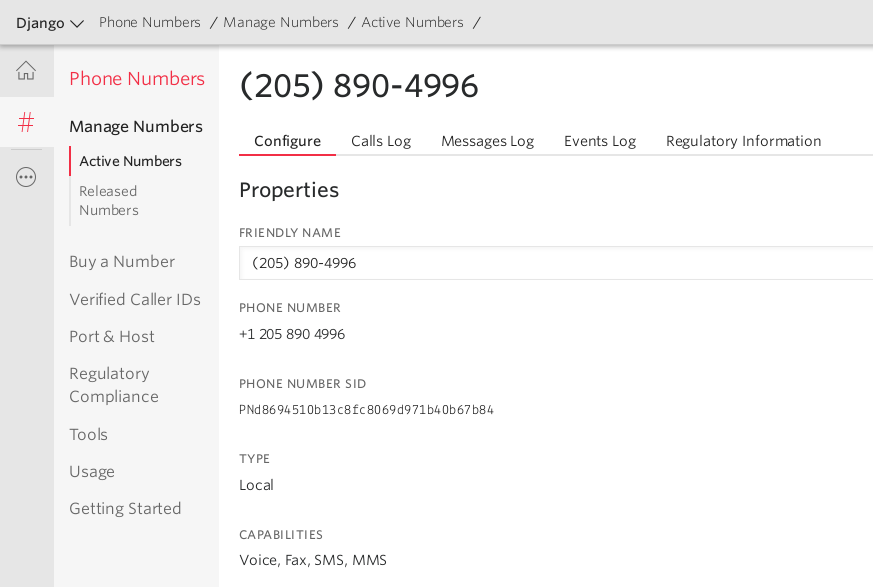 Django Phone Numbers / Manage Numbers / Active Numbers /
Phone Numbers
Manage Numbers
Active Numbers
Released
Numbers
Buy a Number
Verified Caller IDs
Port & Host
Regulatory
Compliance
Tools
Usage
Getting Started
(205) 890-4996
Configure Calls Log Messages Log Events Log Regulatory Information
Properties
FRIENDLY NAME
(205) 890-4996
PHONE NUMBER
+1 205 890 4996
PHONE NUMBER SID
PNd8694510b13c8fc8069d971b40b67b84
TYPE
Local
CAPABILITIES
Voice, Fax, SMS, MMS